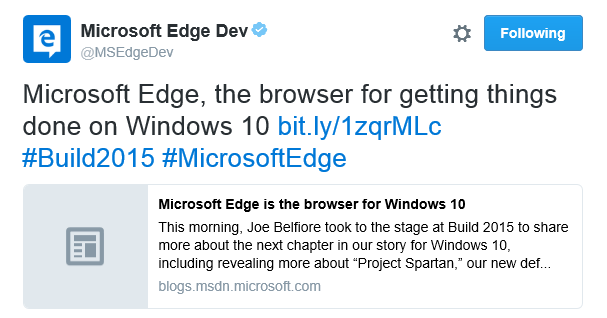 Microsoft Edge Dev
@MSEdgeDev
Following
Microsoft Edge, the browser for getting things
done on Windows 10 bit.ly/1zqrMLc
#Build2015 #MicrosoftEdge
Microsoft Edge is the browser for Windows 10
This morning, Joe Belfiore took to the stage at Build 2015 to share
more about the next chapter in our story for Windows 10,
including revealing more about “Project Spartan,” our new def...
blogs.msdn.microsoft.com